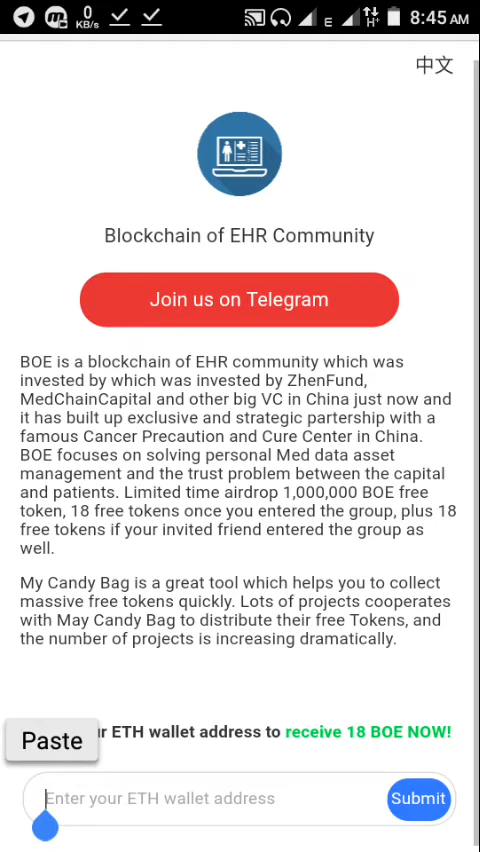 0
KB/s
E
H+
8:45 AM
中文
Blockchain of EHR Community
Join us on Telegram
BOE is a blockchain of EHR community which was
invested by which was invested by ZhenFund,
MedChainCapital and other big VC in China just now and
it has built up exclusive and strategic partership with a
famous Cancer Precaution and Cure Center in China.
BOE focuses on solving personal Med data asset
management and the trust problem between the capital
and patients. Limited time airdrop 1,000,000 BOE free
token, 18 free tokens once you entered the group, plus 18
free tokens if your invited friend entered the group as
well.
My Candy Bag is a great tool which helps you to collect
massive free tokens quickly. Lots of projects cooperates
with May Candy Bag to distribute their free Tokens, and
the number of projects is increasing dramatically.
ETH wallet address to receive 18 BOE NOW!
Paste
Enter your ETH wallet address
Submit